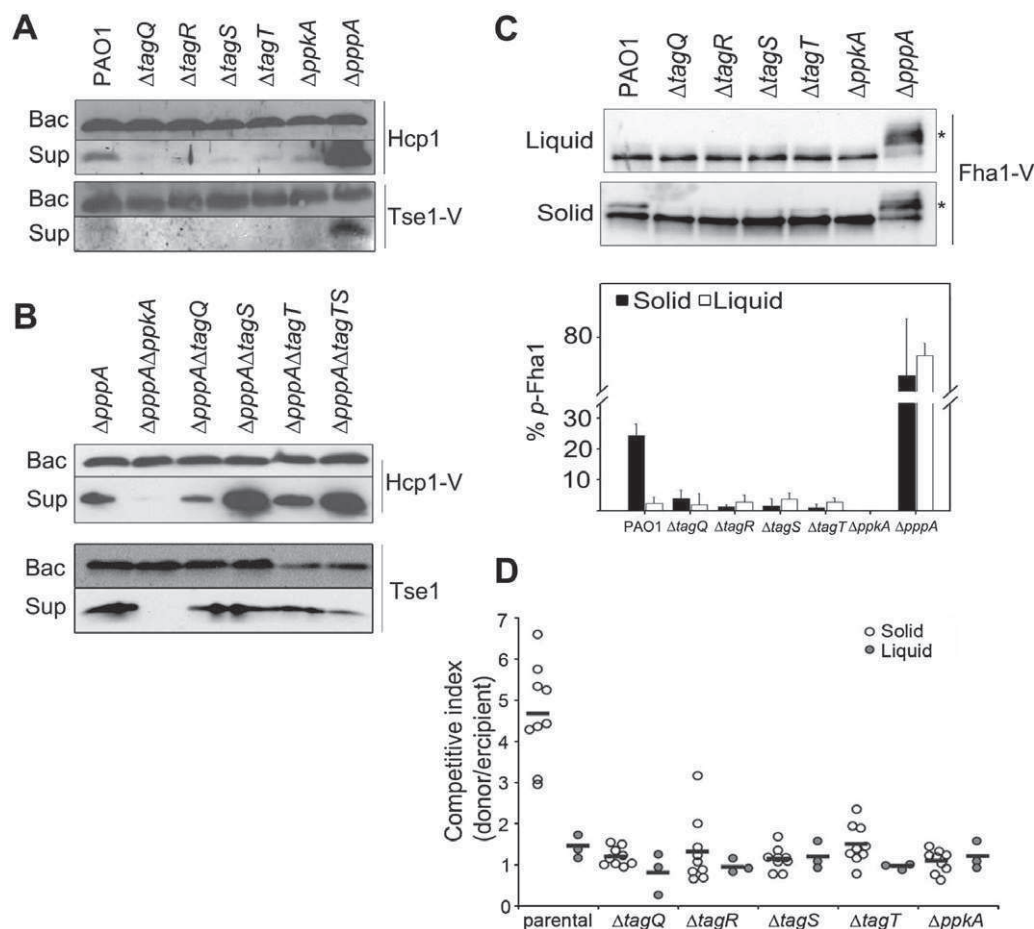 A
PAO1 ΔtagQ ΔtagR ΔtagS ΔtagT ΔppkA ΔpppA
Bac
Sup
Hcp1
Bac
Sup
Tse1-V
B
ΔpppA ΔpppAΔppkA ΔpppAΔtagQ ΔpppAΔtagS ΔpppAΔtagT ΔpppAΔtagTS
Bac
Sup
Hcp1-V
Bac
Sup
Tse1
C
PAO1 ΔtagQ ΔtagR ΔtagS ΔtagT ΔppkA ΔpppA
Liquid *
Solid *
Fha1-V
Solid Liquid
% p-Fha1
80
30
20
10
PAO1 ΔtagQ ΔtagR ΔtagS ΔtagT ΔppkA ΔpppA
D
Solid
Liquid
Competitive index
(donor/ercipient)
7
6
5
4
3
2
1
0
parental ΔtagQ ΔtagR ΔtagS ΔtagT ΔppkA